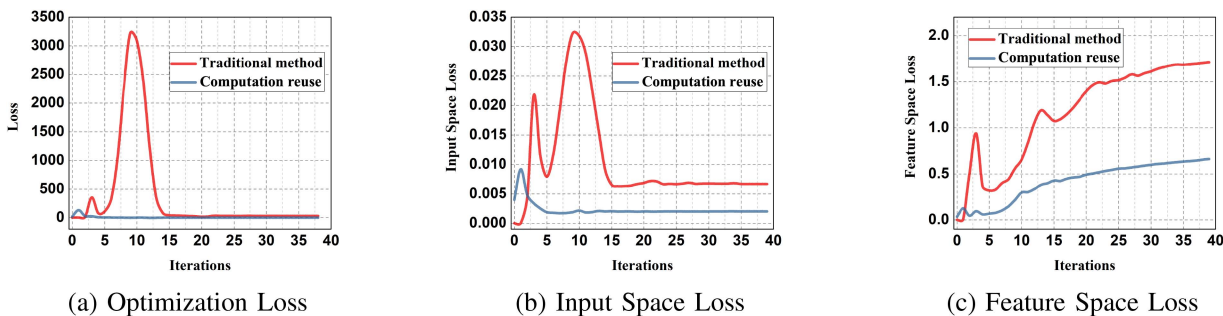 3500
3000
2500
2000
1500
1000
500
0
Loss
Traditional method
Computation reuse
0 5 10 15 20 25 30 35 40
Iterations
(a) Optimization Loss
0.035
0.030
0.025
0.020
0.015
0.010
0.005
0.000
Input Space Loss
Traditional method
Computation reuse
0 5 10 15 20 25 30 35 40
Iterations
(b) Input Space Loss
2.0
1.5
1.0
0.5
0.0
Feature Space Loss
Traditional method
Computation reuse
0 5 10 15 20 25 30 35 40
Iterations
(c) Feature Space Loss